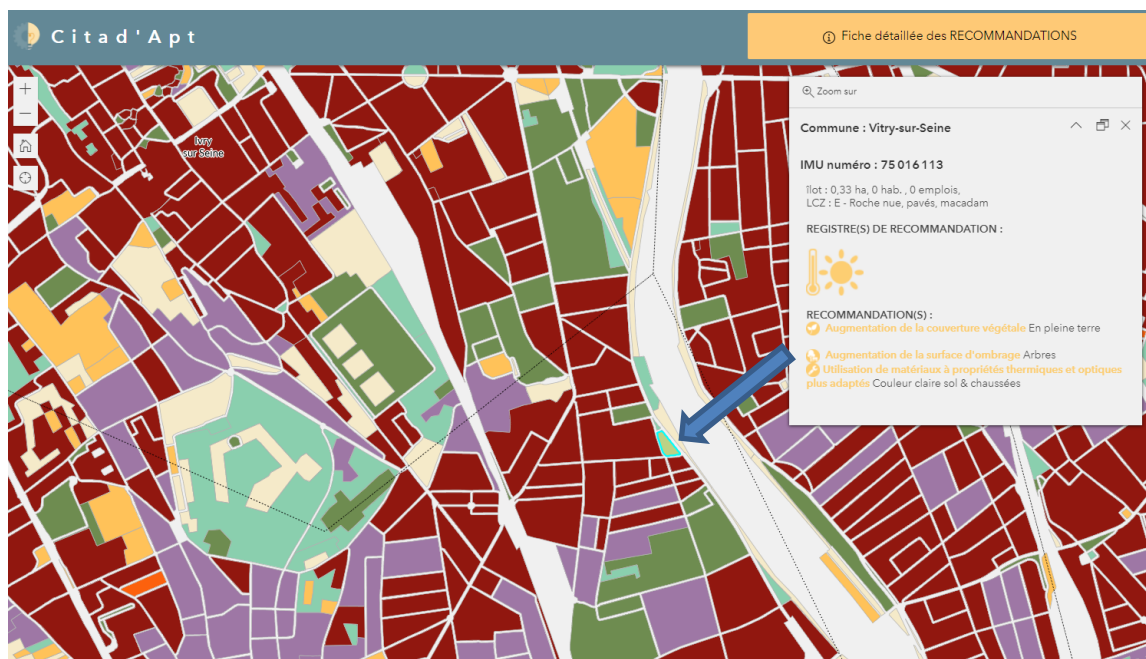 Citad'Apt
Fiche détaillée des RECOMMANDATIONS
Zoom sur
Commune : Vitry-sur-Seine
IMU numéro : 75 016 113
Îlot : 0,33 ha, 0 hab. , 0 emplois,
LCZ : E - Roche nue, pavés, macadam
REGISTRE(S) DE RECOMMANDATION :
RECOMMANDATION(S) :
Augmentation de la couverture végétale En pleine terre
Augmentation de la surface d'ombrage Arbres
Utilisation de matériaux à propriétés thermiques et optiques
plus adaptés Couleur claire sol & chaussées
Ivry
sur Seine